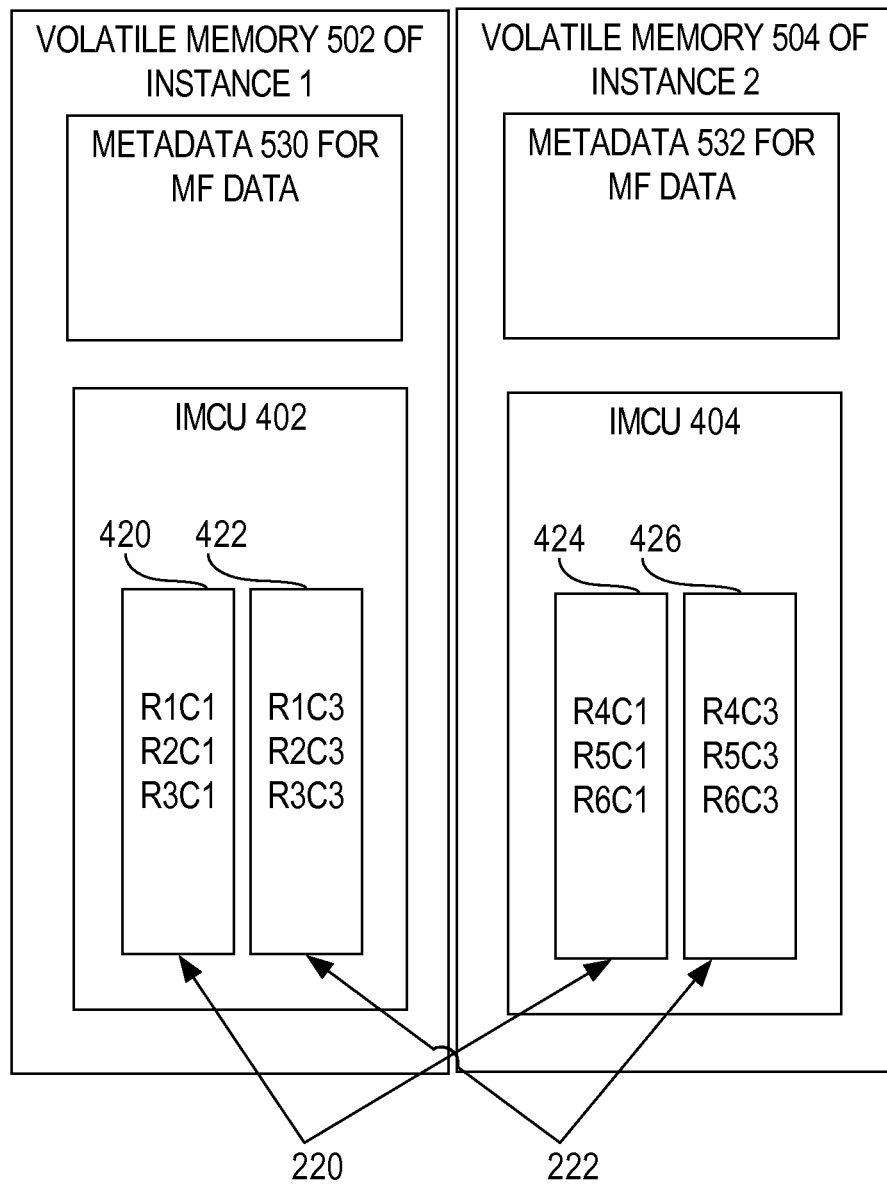 VOLATILE MEMORY 502 OF
INSTANCE 1
METADATA 530 FOR
MF DATA
IMCU 402
420
422
R1C1
R2C1
R3C1
R1C3
R2C3
R3C3
VOLATILE MEMORY 504 OF
INSTANCE 2
METADATA 532 FOR
MF DATA
IMCU 404
424
426
R4C1
R5C1
R6C1
R4C3
R5C3
R6C3
220
222